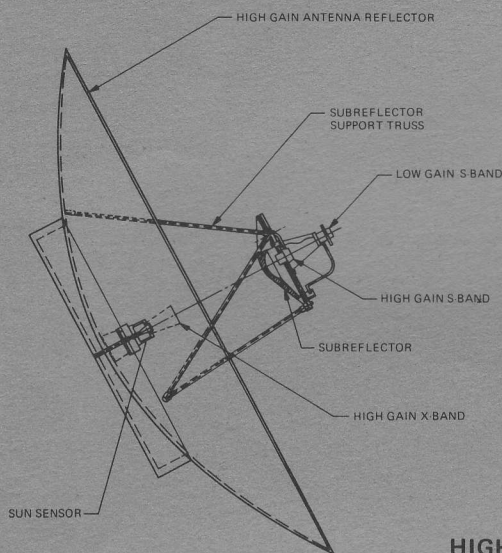 HIGH GAIN ANTENNA REFLECTOR
SUBREFLECTOR
SUPPORT TRUSS
LOW GAIN S BAND
HIGH GAIN S BAND
SUBREFLECTOR
HIGH GAIN X-BAND
SUN SENSOR
HIGH